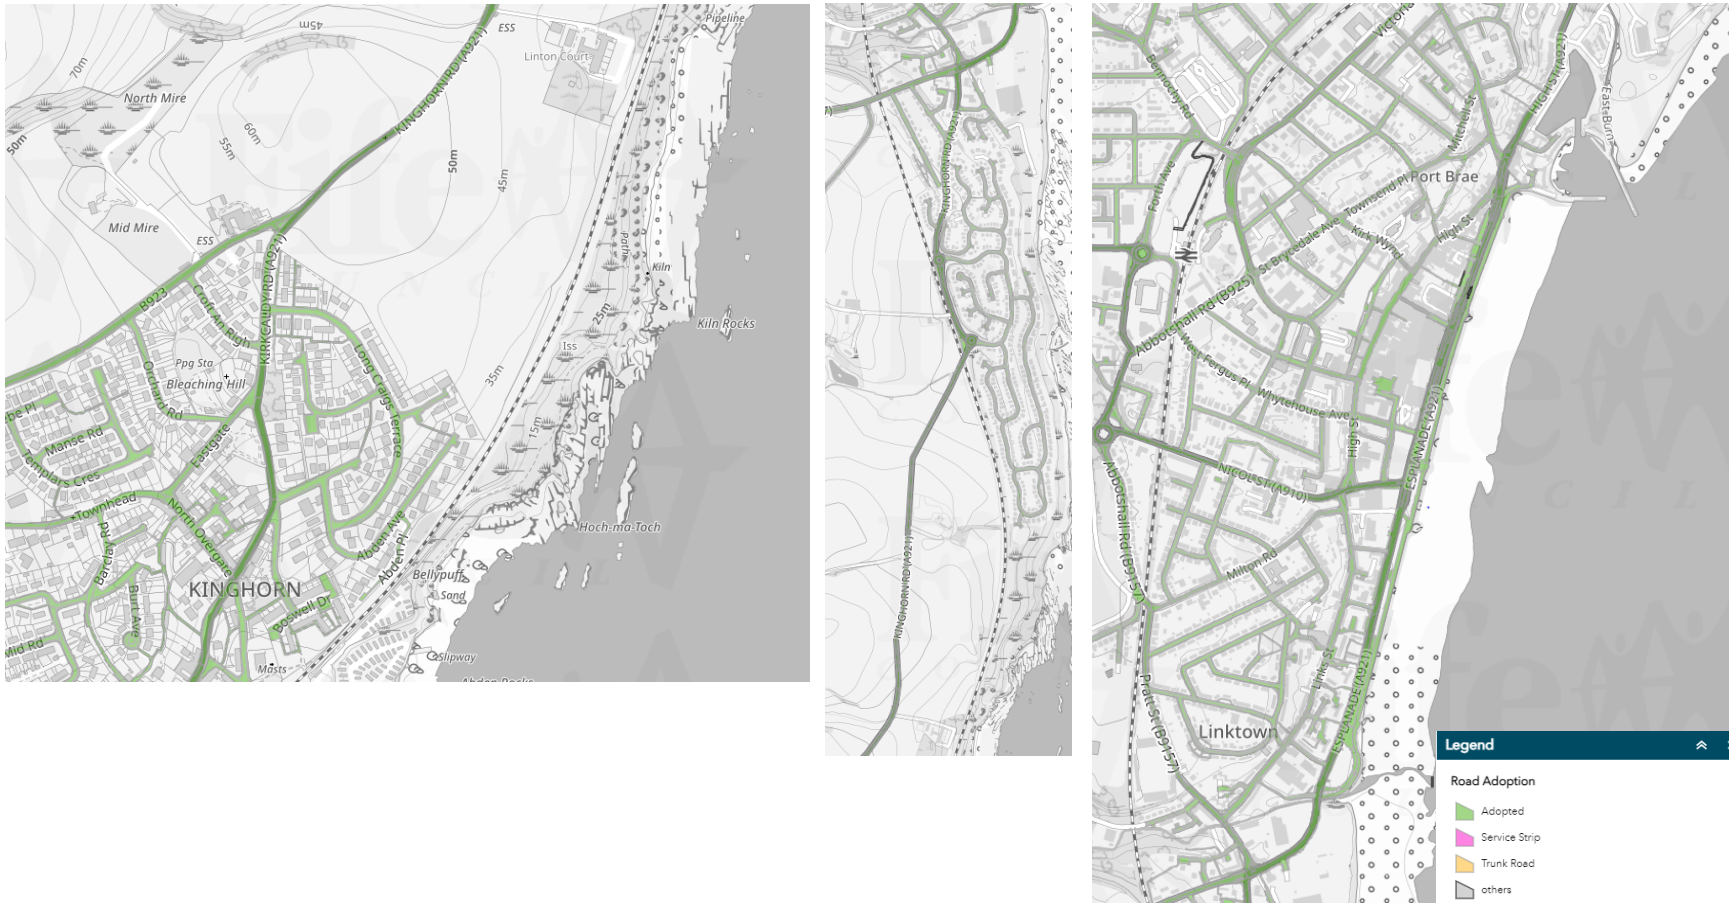 Pipeline
45m
ESS
Linton Court
70m
KINGHORN RD (A921)
North Mire
60m
50m
55m
50m
45m
Mid Mire
ESS
Path
Kiln
KIRKCALDY RD (A921)
B923
Croft An Righ
25m
Kiln Rocks
Iss
Ppg Sta
Bleaching Hill
Long Craigs Terrace
35m
Orchard Rd
Manse Rd
Eastgate
15m
Templars Cres
Townhead
North Overgate
Hoch-ma-Toch
Barclay Rd
Abden Ave
Abden Pl
KINGHORN
Bellypuff
Sand
Burt Ave
Boswell Dr
Mid Rd
Masts
Slipway
Abden Rocks
KINGHORN RD (A921)
KINGHORN RD (A921)
Victoria
Bennochy Rd
HIGH ST (A921)
East Burn
Mitchell St
Forth Ave
Port Brae
Townsend Pl
St Brycedale Ave
Kirk Wynd
High St
Abbotshall Rd (B925)
West Fergus Pl
Whytehouse Ave
ESPLANADE (A921)
High St
NICOL ST (A910)
Abbotshall Rd (B9157)
Milton Rd
Links St
Pratt St (B9157)
ESPLANADE (A921)
Linktown
Legend
Road Adoption
Adopted
Service Strip
Trunk Road
others